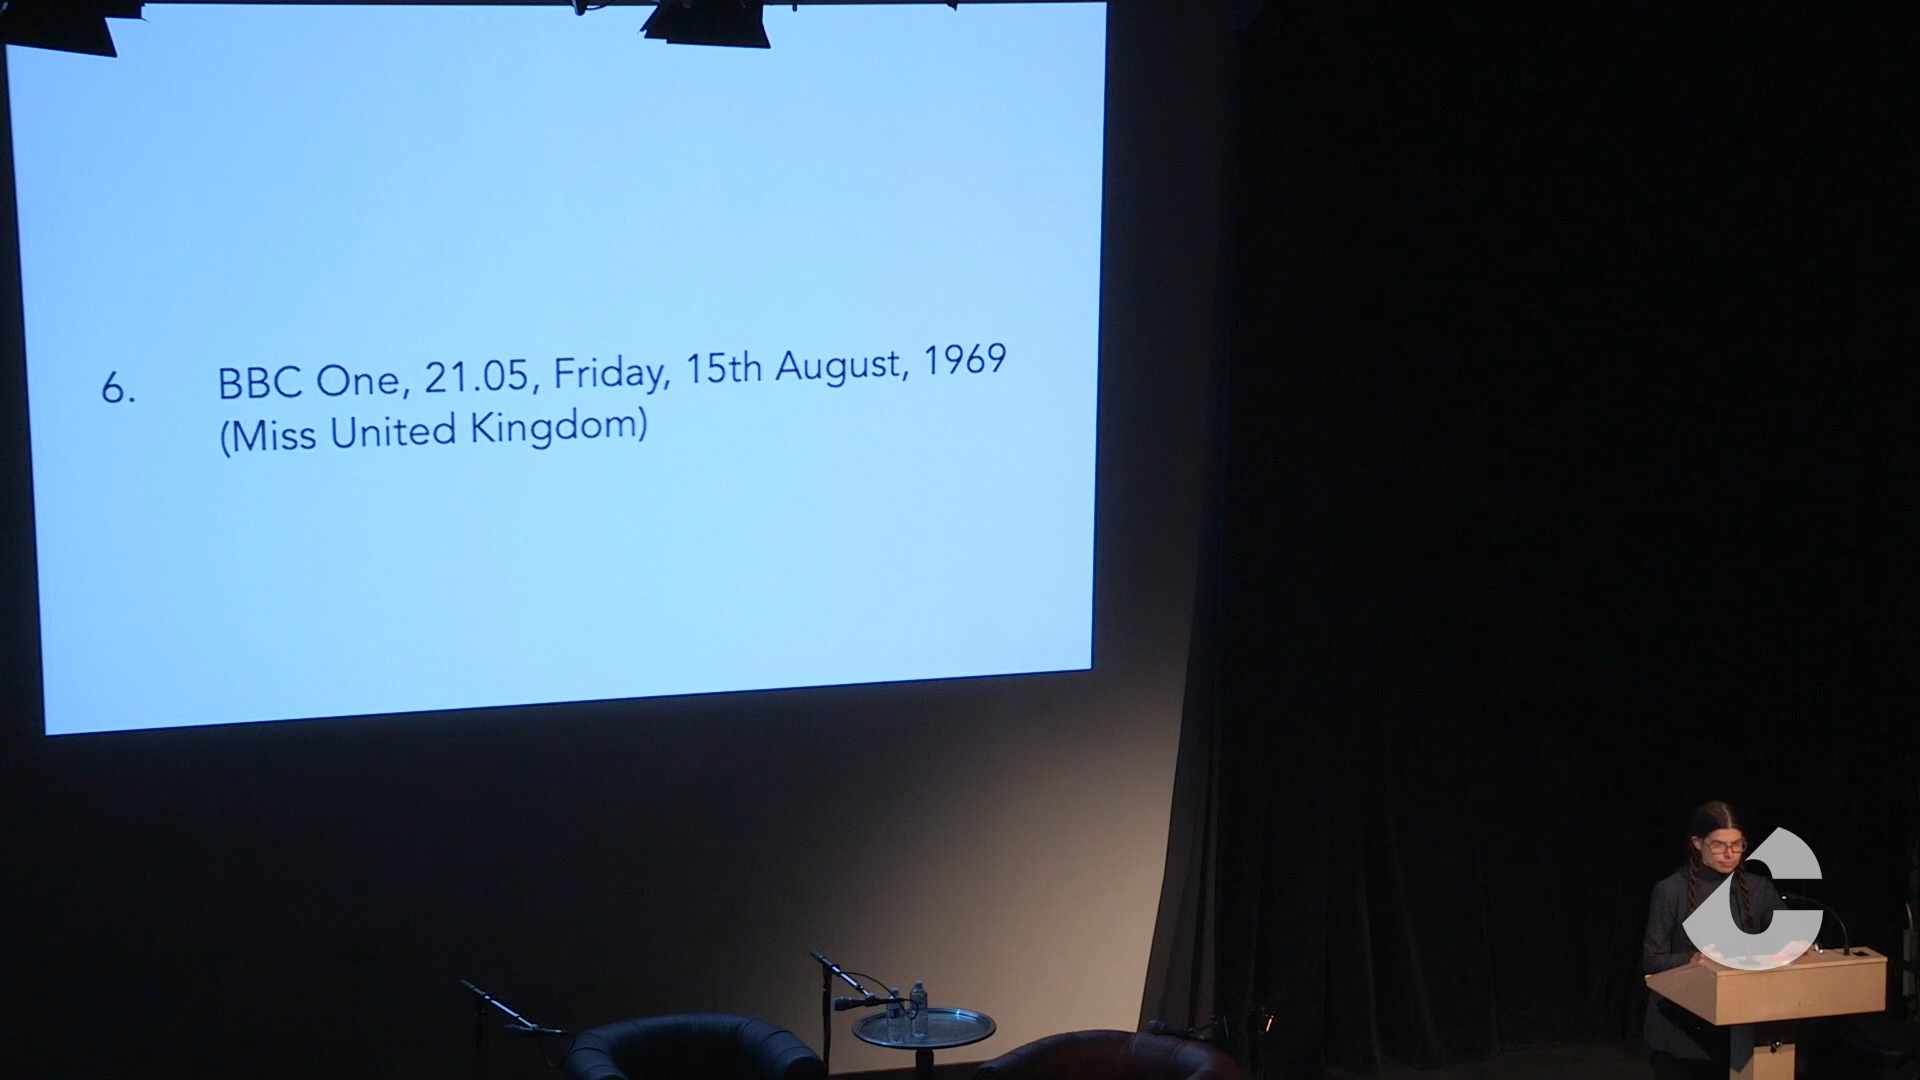 6. BBC One, 21.05, Friday, 15th August, 1969
(Miss United Kingdom)